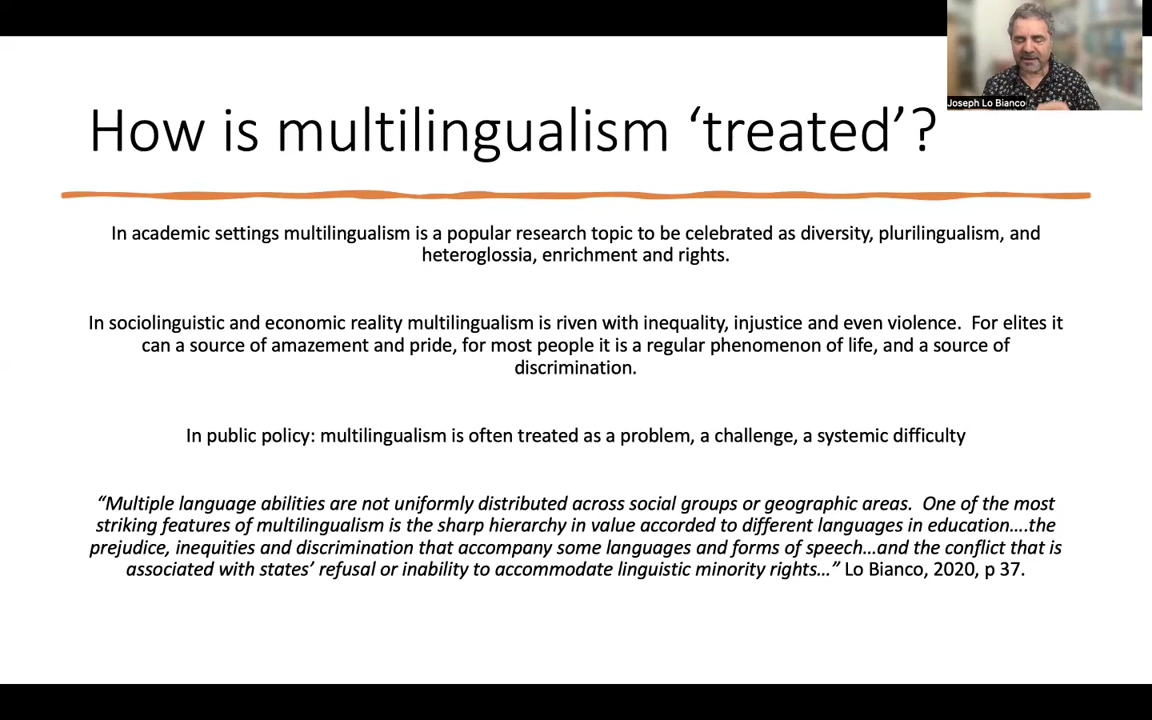 Joseph Lo Bianco
How is multilingualism ‘treated’?
In academic settings multilingualism is a popular research topic to be celebrated as diversity, plurilingualism, and
heteroglossia, enrichment and rights.
In sociolinguistic and economic reality multilingualism is riven with inequality, injustice and even violence.  For elites it
can a source of amazement and pride, for most people it is a regular phenomenon of life, and a source of
discrimination.
In public policy: multilingualism is often treated as a problem, a challenge, a systemic difficulty
“Multiple language abilities are not uniformly distributed across social groups or geographic areas.  One of the most
striking features of multilingualism is the sharp hierarchy in value accorded to different languages in education….the
prejudice, inequities and discrimination that accompany some languages and forms of speech…and the conflict that is
associated with states’ refusal or inability to accommodate linguistic minority rights…” Lo Bianco, 2020, p 37.